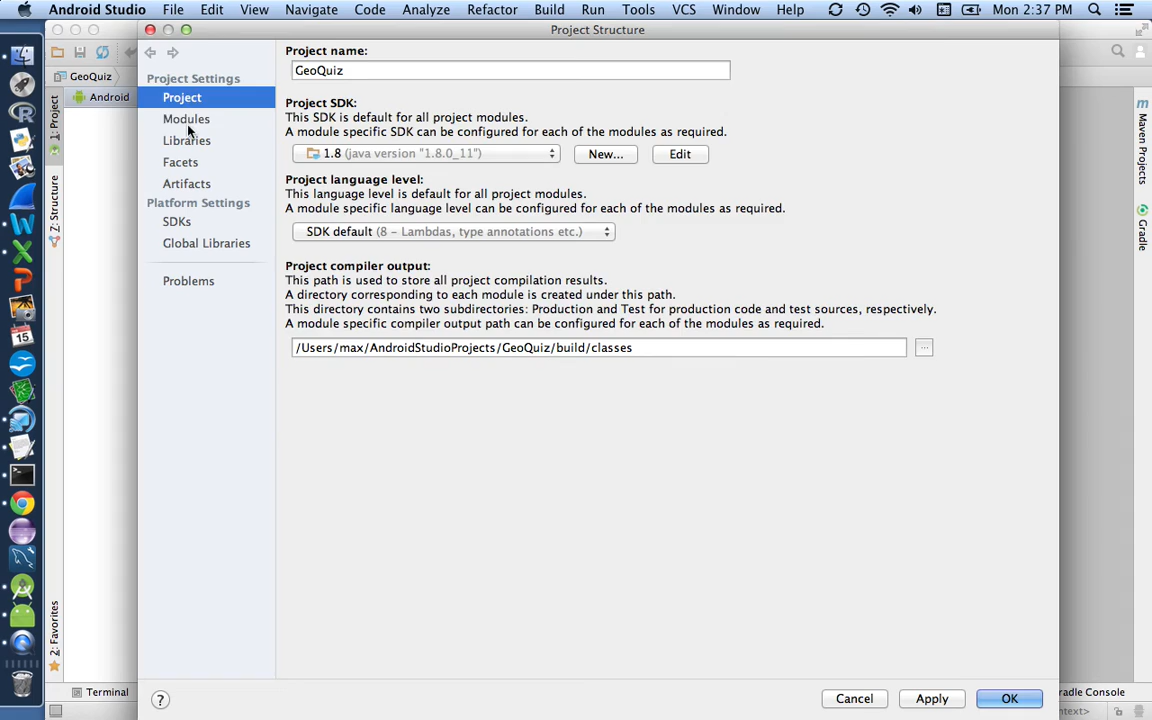 Android Studio File Edit View Navigate Code Analyze Refactor Build Run Tools VCS Window Help Mon 2:37 PM
Project Structure
GeoQuiz
Android
1: Project
Z: Structure
2: Favorites
Terminal
Project Settings
Project
Modules
Libraries
Facets
Artifacts
Platform Settings
SDKs
Global Libraries
Problems
Project name:
GeoQuiz
Project SDK:
This SDK is default for all project modules.
A module specific SDK can be configured for each of the modules as required.
1.8 (java version "1.8.0_11") New... Edit
Project language level:
This language level is default for all project modules.
A module specific language level can be configured for each of the modules as required.
SDK default (8 – Lambdas, type annotations etc.)
Project compiler output:
This path is used to store all project compilation results.
A directory corresponding to each module is created under this path.
This directory contains two subdirectories: Production and Test for production code and test sources, respectively.
A module specific compiler output path can be configured for each of the modules as required.
/Users/max/AndroidStudioProjects/GeoQuiz/build/classes ...
? Cancel Apply OK
Maven Projects
Gradle
radle Console
text>
15